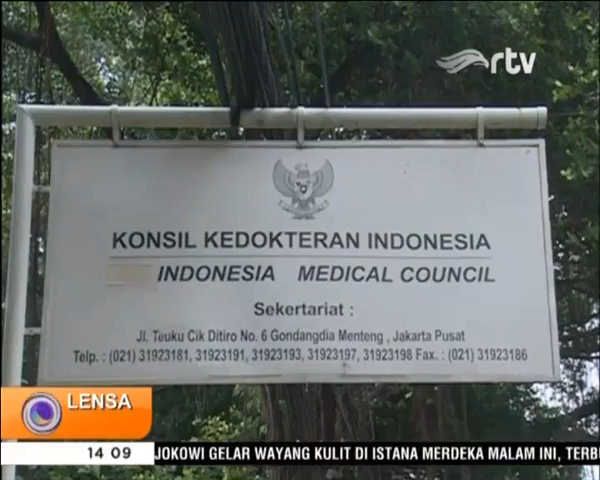 rtv
KONSIL KEDOKTERAN INDONESIA
INDONESIA MEDICAL COUNCIL
Sekertariat :
Jl. Teuku Cik Ditiro No. 6 Gondangdia Menteng , Jakarta Pusat
Telp. : (021) 31923181, 31923191, 31923193, 31923197, 31923198 Fax. : (021) 31923186
LENSA
14 09 JOKOWI GELAR WAYANG KULIT DI ISTANA MERDEKA MALAM INI, TERB